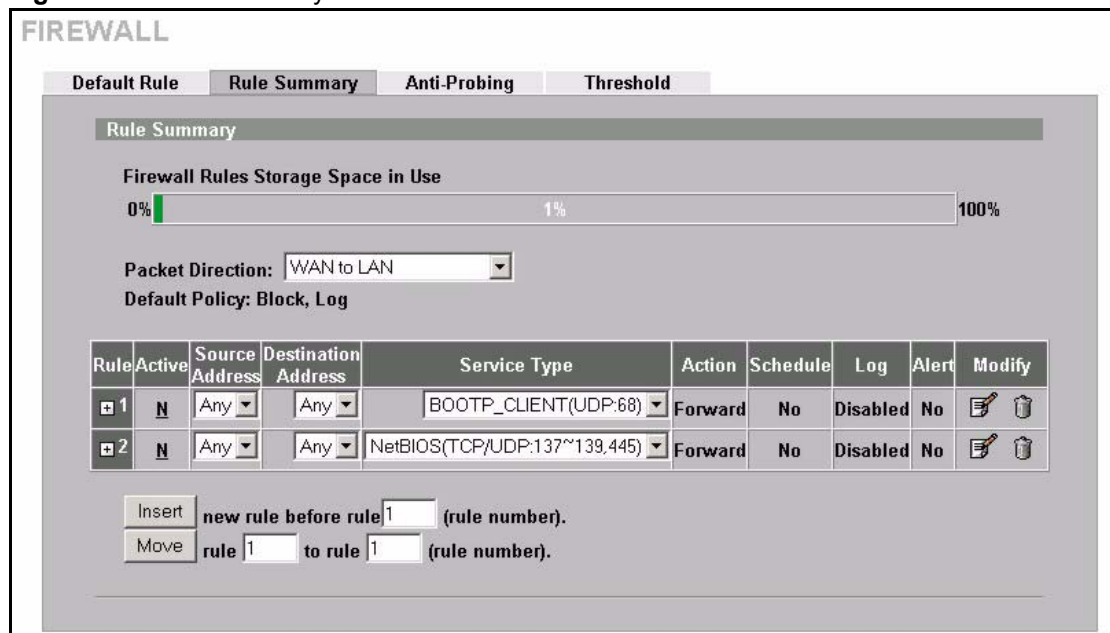 FIREWALL
Default Rule Rule Summary Anti-Probing Threshold
Rule Summary
Firewall Rules Storage Space in Use
0% 1% 100%
Packet Direction: WAN to LAN
Default Policy: Block, Log
Rule Active Source Address Destination Address Service Type Action Schedule Log Alert Modify
1 N Any Any BOOTP_CLIENT(UDP:68) Forward No Disabled No
2 N Any Any NetBIOS(TCP/UDP:137~139,445) Forward No Disabled No
Insert new rule before rule 1 (rule number).
Move rule 1 to rule 1 (rule number).